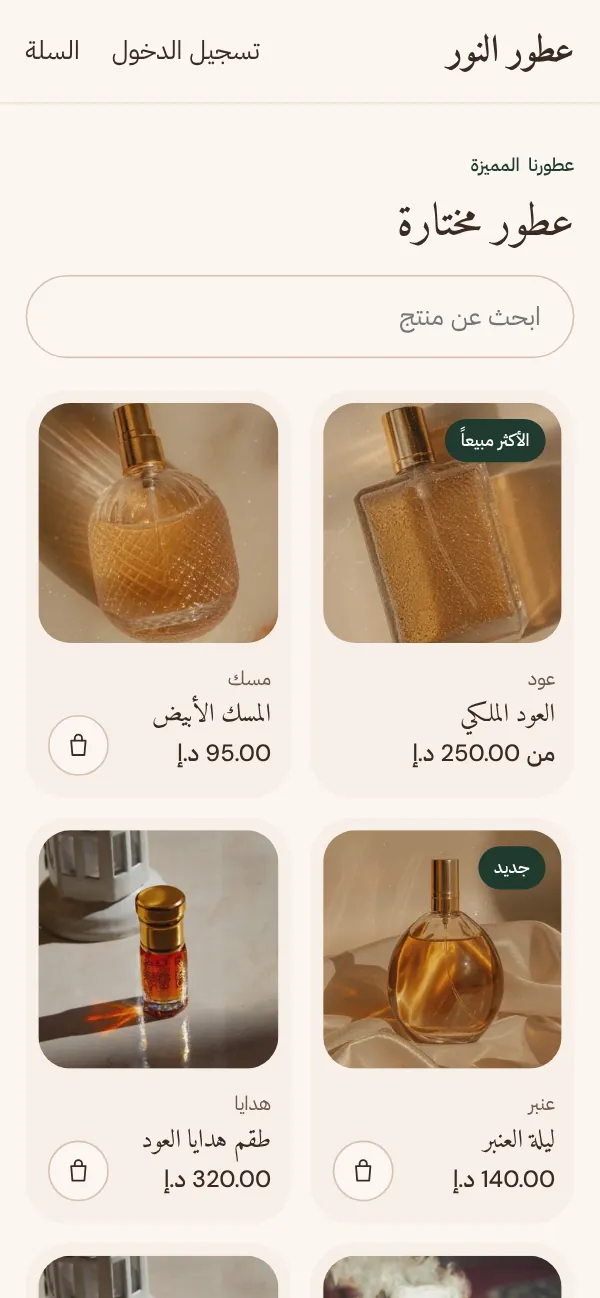 عطور النور
تسجيل الدخول
السلة
عطورنا المميزة
عطور مختارة
ابحث عن منتج
الأكثر مبيعاً
عود
العود الملكي
من 250.00 د.إ
مسك
المسك الأبيض
95.00 د.إ
جديد
عنبر
ليلة العنبر
140.00 د.إ
هدايا
طقم هدايا العود
320.00 د.إ